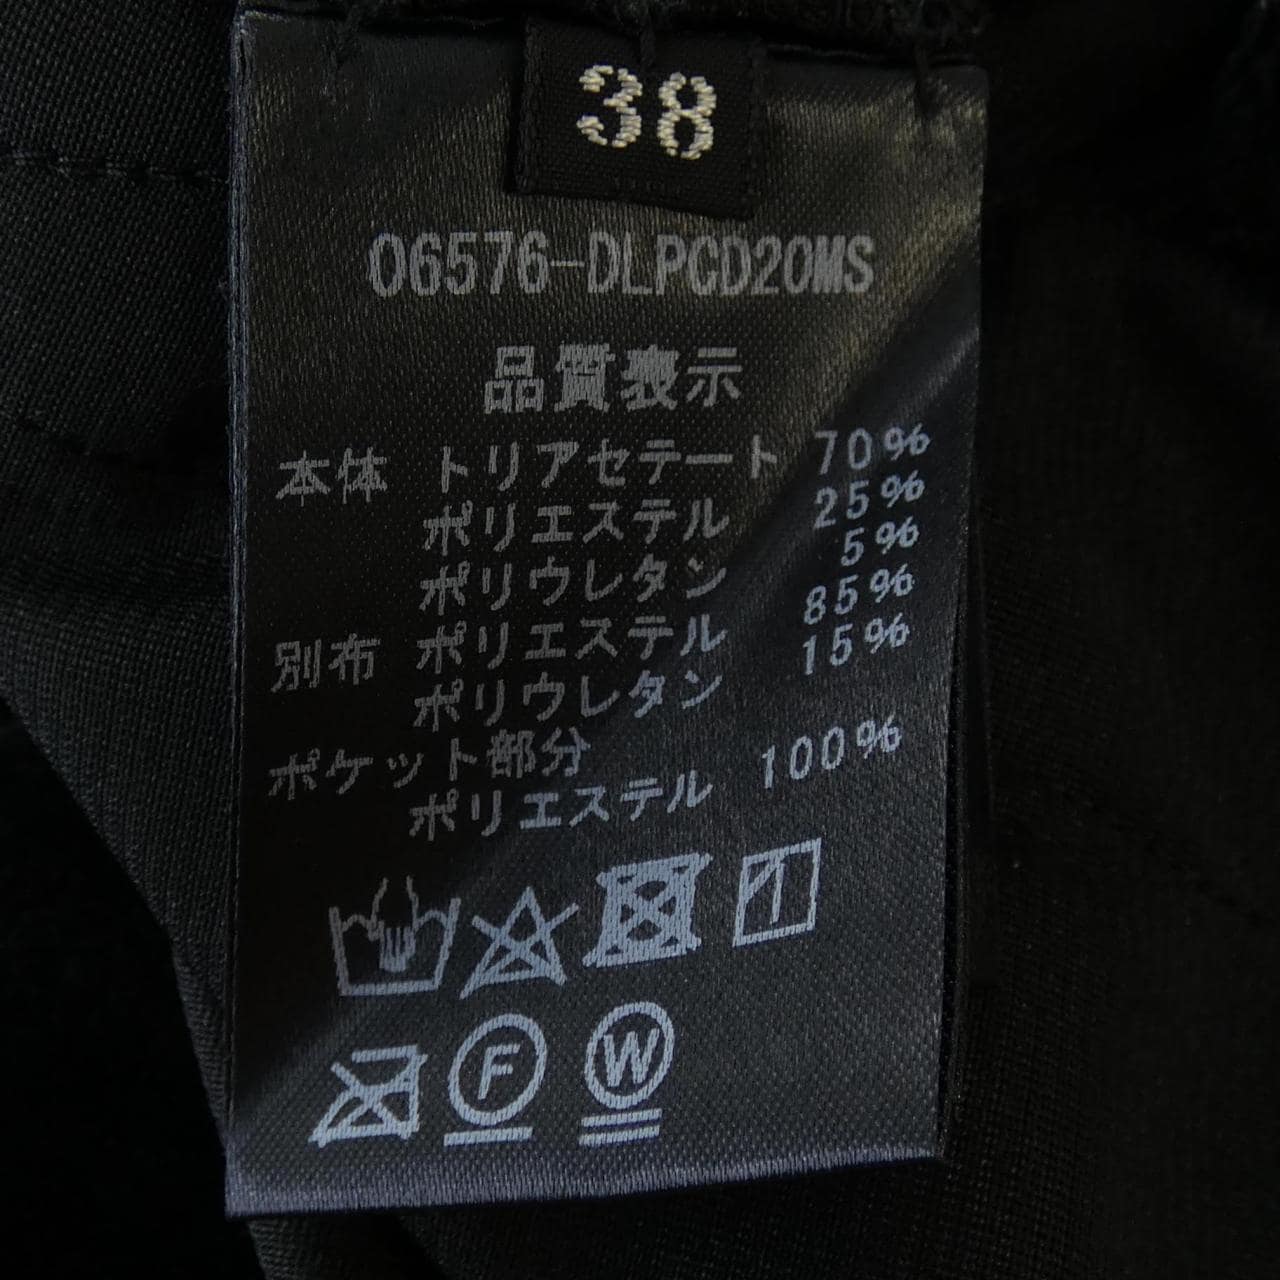 38
06576-DLPCD20MS
品質表示
本体 トリアセテート 70%
ポリエステル 25%
ポリウレタン 5%
別布 ポリエステル 85%
ポリウレタン 15%
ポケット部分
ポリエステル 100%
F W